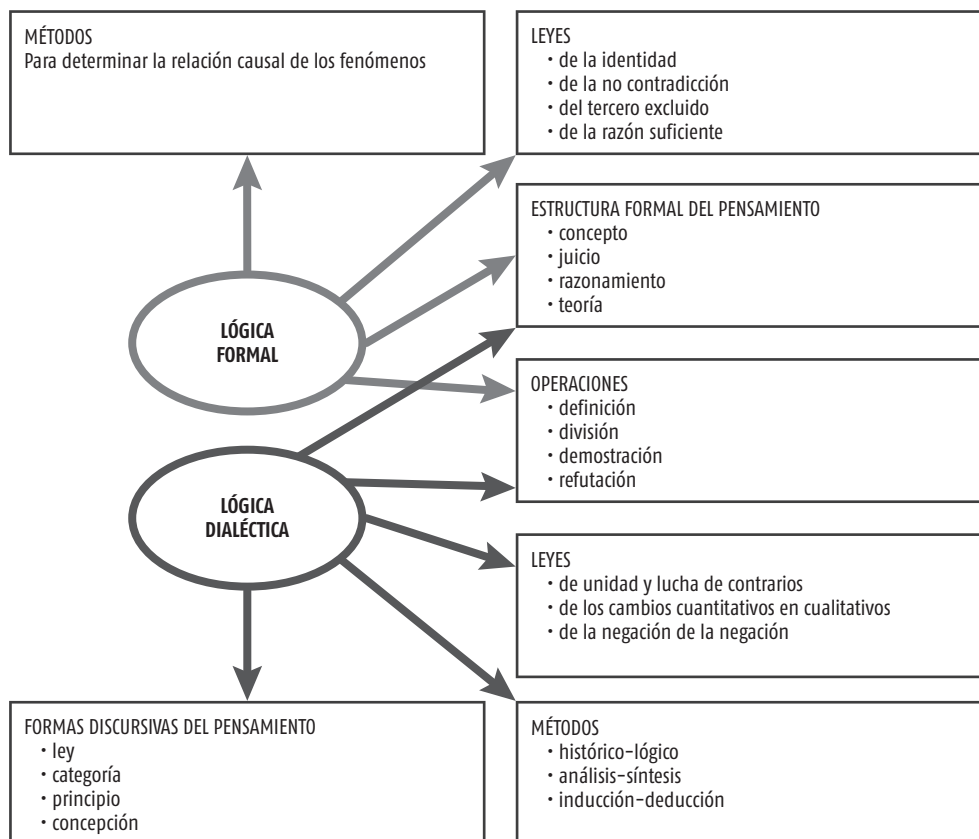 MÉTODOS
Para determinar la relación causal de los fenómenos
LEYES
• de la identidad
• de la no contradicción
• del tercero excluido
• de la razón suficiente
ESTRUCTURA FORMAL DEL PENSAMIENTO
• concepto
• juicio
• razonamiento
• teoría
LÓGICA
FORMAL
OPERACIONES
• definición
• división
• demostración
• refutación
LÓGICA
DIALÉCTICA
LEYES
• de unidad y lucha de contrarios
• de los cambios cuantitativos en cualitativos
• de la negación de la negación
FORMAS DISCURSIVAS DEL PENSAMIENTO
• ley
• categoría
• principio
• concepción
MÉTODOS
• histórico-lógico
• análisis-síntesis
• inducción-deducción